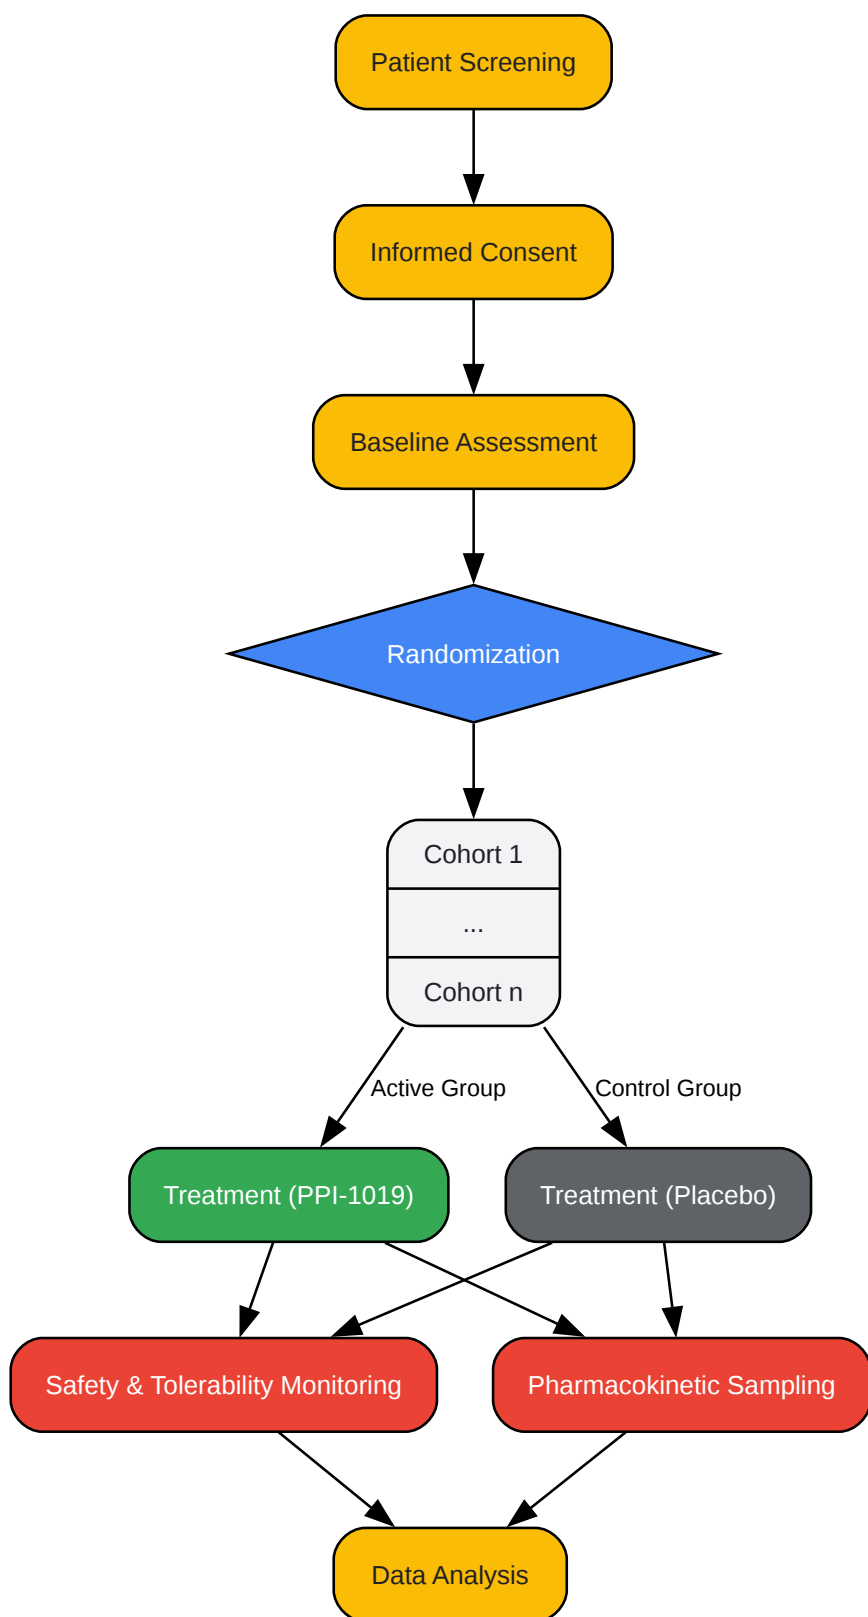 Patient Screening
Informed Consent
Baseline Assessment
Randomization
Cohort 1
...
Cohort n
Active Group
Control Group
Treatment (PPI-1019)
Treatment (Placebo)
Safety & Tolerability Monitoring
Pharmacokinetic Sampling
Data Analysis